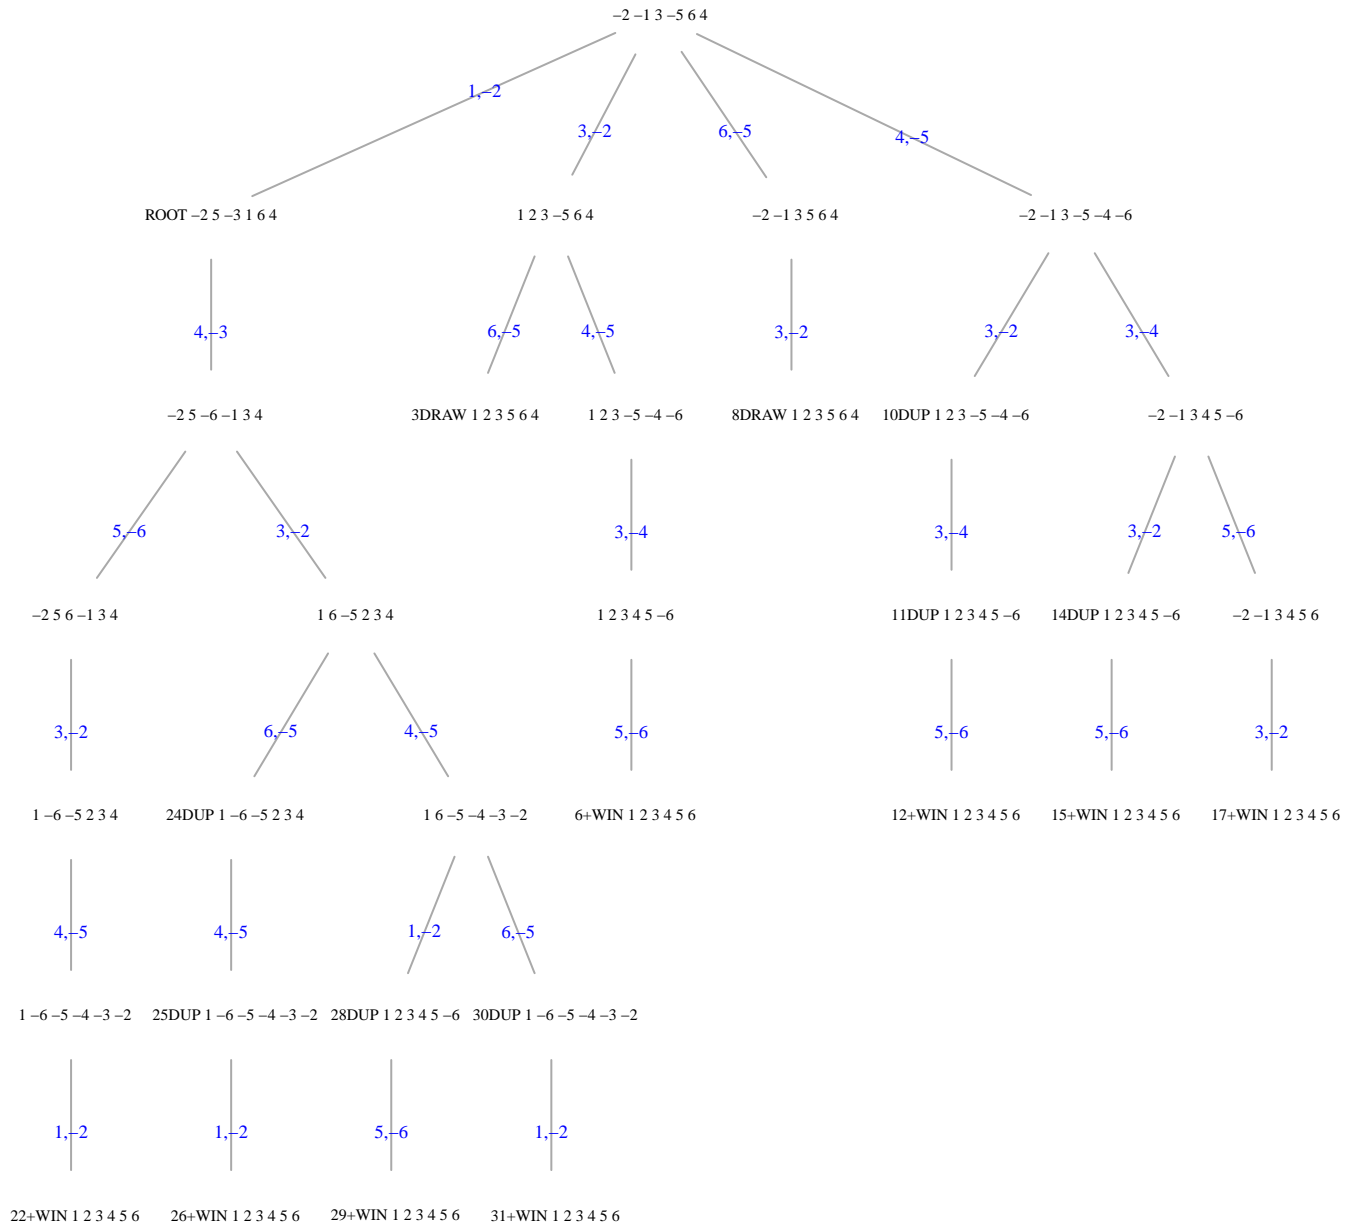 −2 −1 3 −5 6 4
1,−2
3,−2
6,−5
4,−5
ROOT −2 5 −3 1 6 4
1 2 3 −5 6 4
−2 −1 3 5 6 4
−2 −1 3 −5 −4 −6
4,−3
6,−5
4,−5
3,−2
3,−2
3,−4
−2 5 −6 −1 3 4
3DRAW 1 2 3 5 6 4
1 2 3 −5 −4 −6
8DRAW 1 2 3 5 6 4
10DUP 1 2 3 −5 −4 −6
−2 −1 3 4 5 −6
5,−6
3,−2
3,−4
3,−4
3,−2
5,−6
−2 5 6 −1 3 4
1 6 −5 2 3 4
1 2 3 4 5 −6
11DUP 1 2 3 4 5 −6
14DUP 1 2 3 4 5 −6
−2 −1 3 4 5 6
3,−2
6,−5
4,−5
5,−6
5,−6
5,−6
3,−2
1 −6 −5 2 3 4
24DUP 1 −6 −5 2 3 4
1 6 −5 −4 −3 −2
6+WIN 1 2 3 4 5 6
12+WIN 1 2 3 4 5 6
15+WIN 1 2 3 4 5 6
17+WIN 1 2 3 4 5 6
4,−5
4,−5
1,−2
6,−5
1 −6 −5 −4 −3 −2
25DUP 1 −6 −5 −4 −3 −2
28DUP 1 2 3 4 5 −6
30DUP 1 −6 −5 −4 −3 −2
1,−2
1,−2
5,−6
1,−2
22+WIN 1 2 3 4 5 6
26+WIN 1 2 3 4 5 6
29+WIN 1 2 3 4 5 6
31+WIN 1 2 3 4 5 6